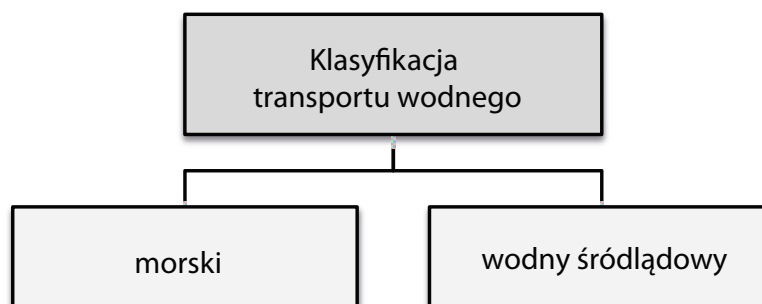 Klasyfikacja
transportu wodnego
morski
wodny śródlądowy